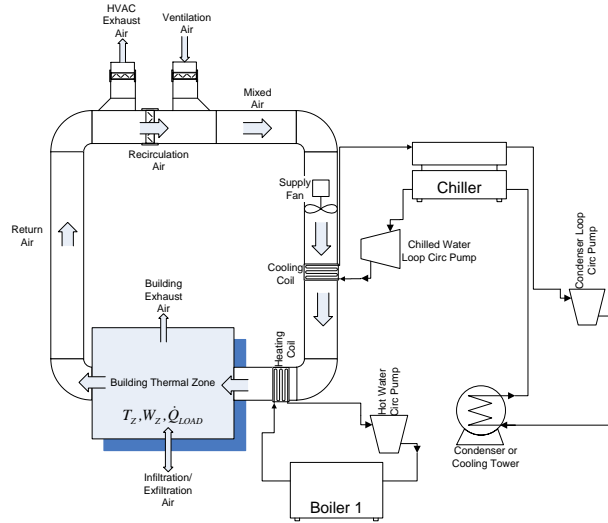 HVAC
Exhaust
Air
Ventilation
Air
Mixed
Air
Recirculation
Air
Supply
Fan
Chiller
Return
Air
Chilled Water
Loop Circ Pump
Condenser Loop
Circ Pump
Cooling
Coil
Building
Exhaust
Air
Heating
Coil
Building Thermal Zone
T_Z, W_Z, Q̇_LOAD
Hot Water
Circ Pump
Condenser or
Cooling Tower
Infiltration/
Exfiltration
Air
Boiler 1